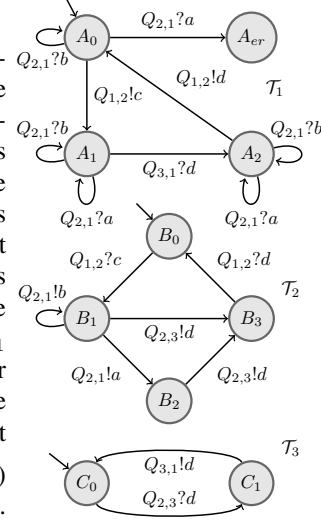 Q2,1?a
A0
Aer
Q2,1?b
Q1,2!c
Q1,2!d
T1
Q2,1?b
Q2,1?b
A1
A2
Q3,1?d
Q2,1?a
Q2,1?a
B0
Q1,2?c
Q1,2?d
Q2,1!b
T2
B1
B3
Q2,3!d
Q2,1!a
Q2,3!d
B2
T3
Q3,1!d
C0
C1
Q2,3?d